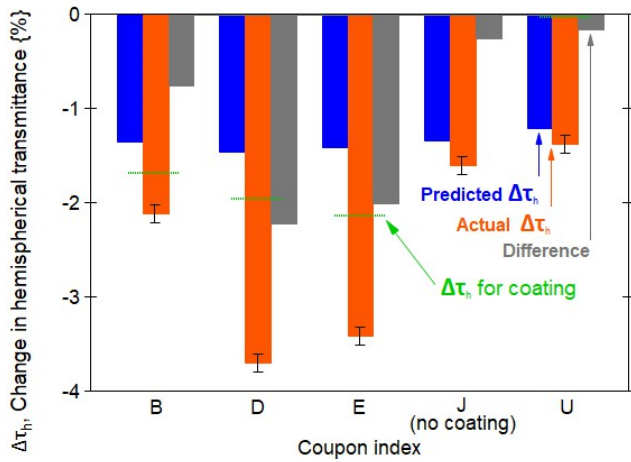 Δτh, Change in hemispherical transmittance {%}
0
-1
-2
-3
-4
Predicted Δτh
Actual Δτh
Difference
Δτh for coating
B
D
E
J
U
(no coating)
Coupon index